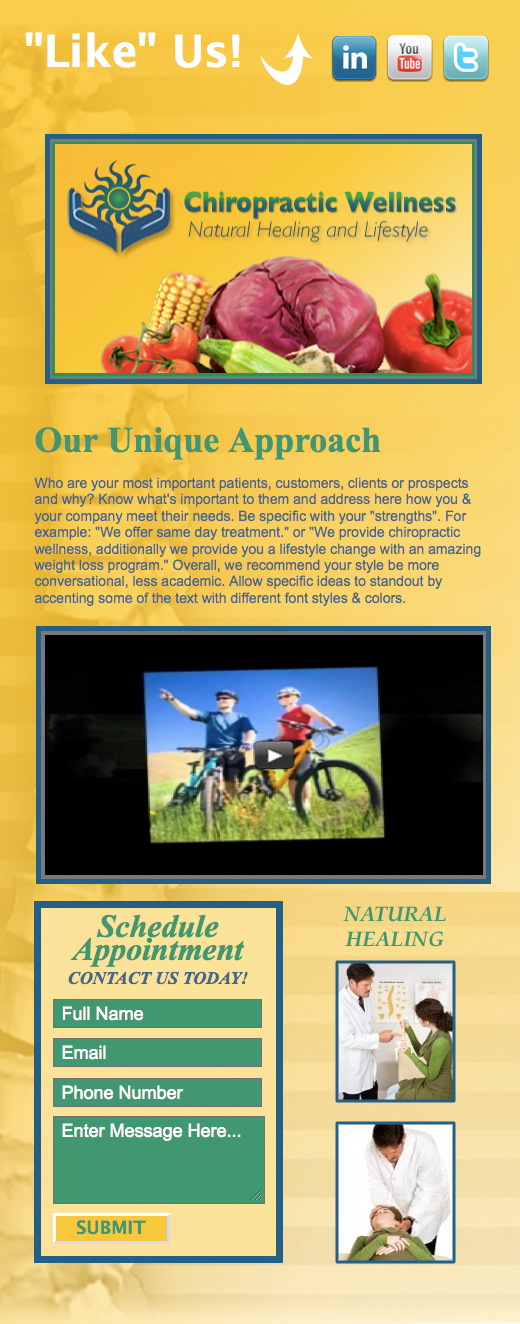 "Like" Us!
in
You
Tube
t
Chiropractic Wellness
Natural Healing and Lifestyle
Our Unique Approach
Who are your most important patients, customers, clients or prospects
and why? Know what's important to them and address here how you &
your company meet their needs. Be specific with your "strengths". For
example: "We offer same day treatment." or "We provide chiropractic
wellness, additionally we provide you a lifestyle change with an amazing
weight loss program." Overall, we recommend your style be more
conversational, less academic. Allow specific ideas to standout by
accenting some of the text with different font styles & colors.
Schedule
Appointment
CONTACT US TODAY!
Full Name
Email
Phone Number
Enter Message Here...
SUBMIT
NATURAL
HEALING